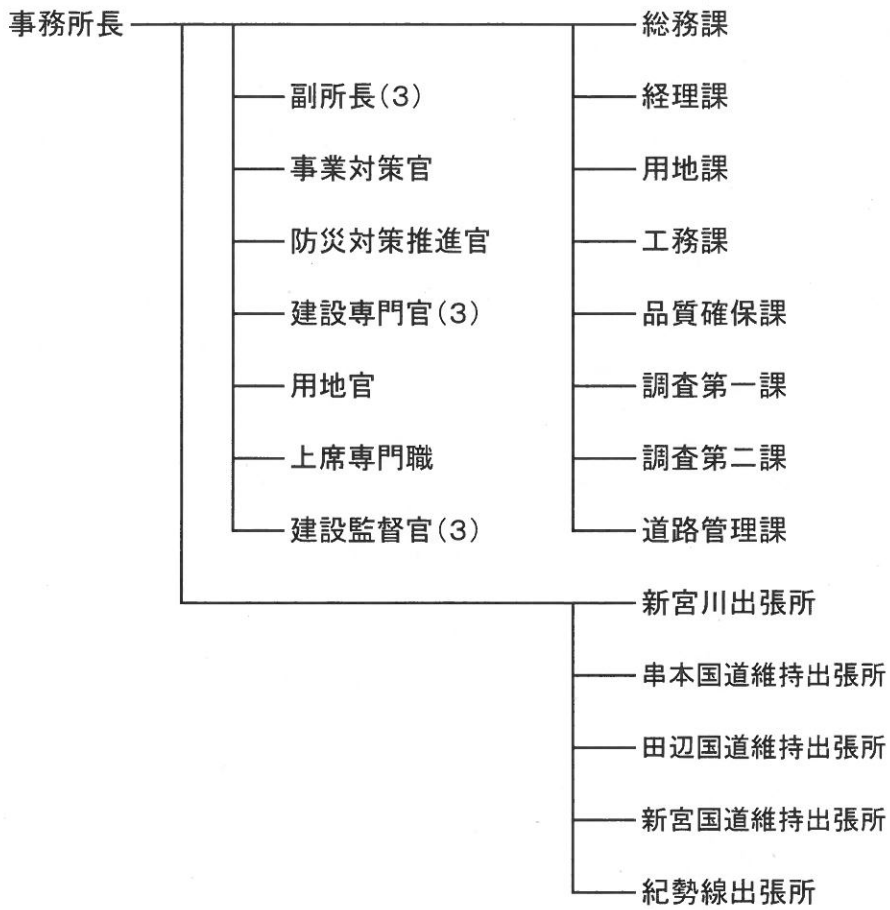 事務所長
副所長(3)
事業対策官
防災対策推進官
建設専門官(3)
用地官
上席専門職
建設監督官(3)
総務課
経理課
用地課
工務課
品質確保課
調査第一課
調査第二課
道路管理課
新宮川出張所
串本国道維持出張所
田辺国道維持出張所
新宮国道維持出張所
紀勢線出張所